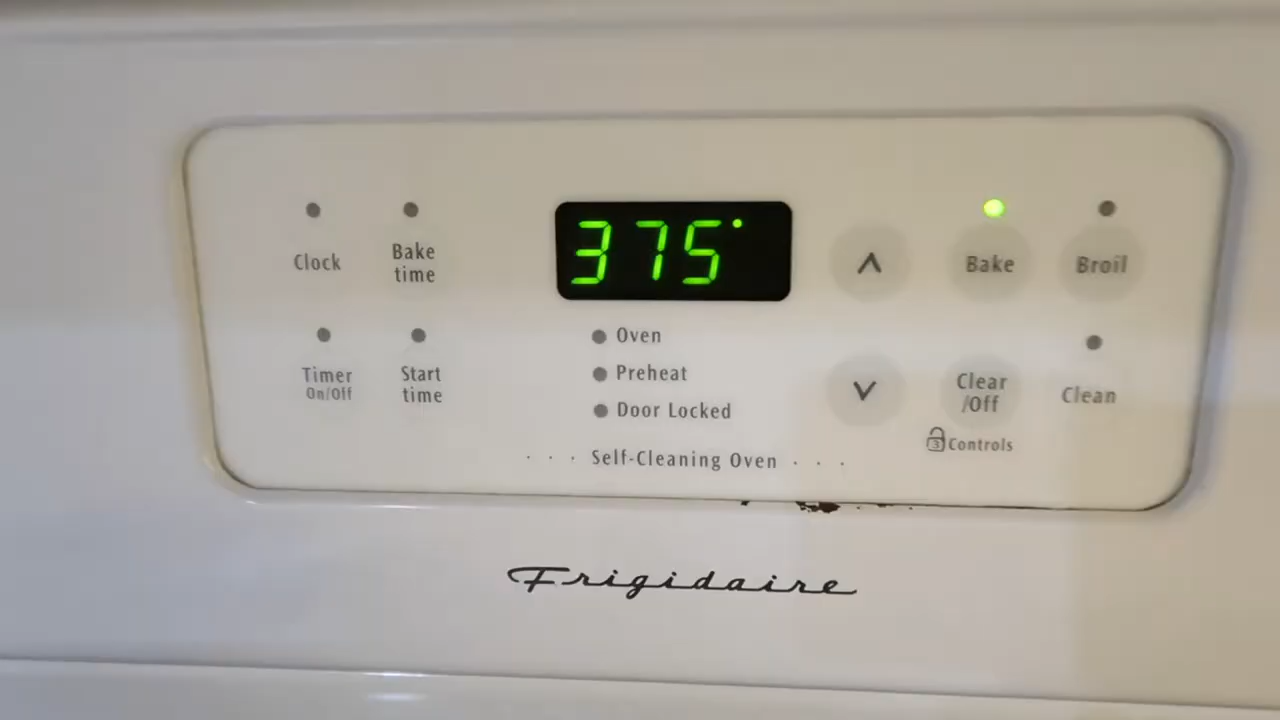 Clock
Bake
time
Timer
On/Off
Start
time
375°
Oven
Preheat
Door Locked
· · · Self-Cleaning Oven · · ·
Bake
Broil
Clear
/Off
3 Controls
Clean
Frigidaire